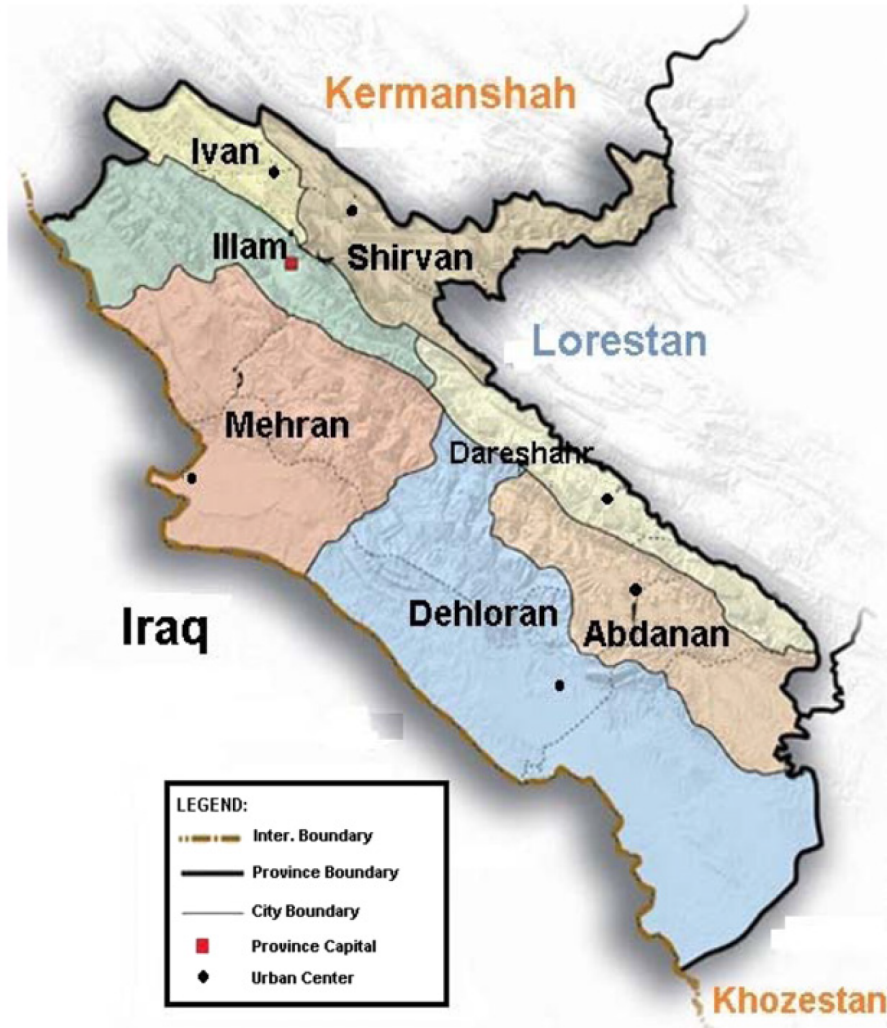 Kermanshah
Ivan
Illam
Shirvan
Lorestan
Mehran
Dareshahr
Dehloran
Abdanan
Iraq
LEGEND:
Inter. Boundary
Province Boundary
City Boundary
Province Capital
Urban Center
Khozestan